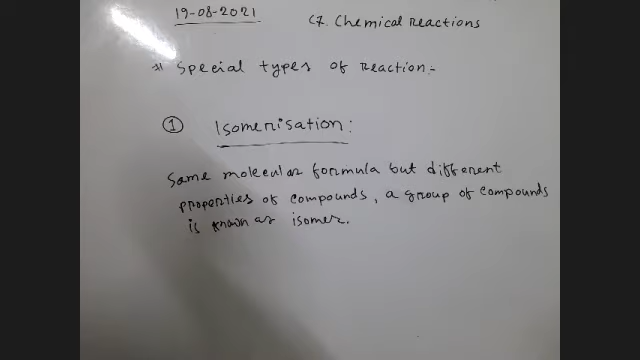 19-08-2021
C7. Chemical Reactions
* Special types of Reaction:-
① Isomerisation:
Same molecular formula but different
properties of compounds, a group of compounds
is known as isomer.